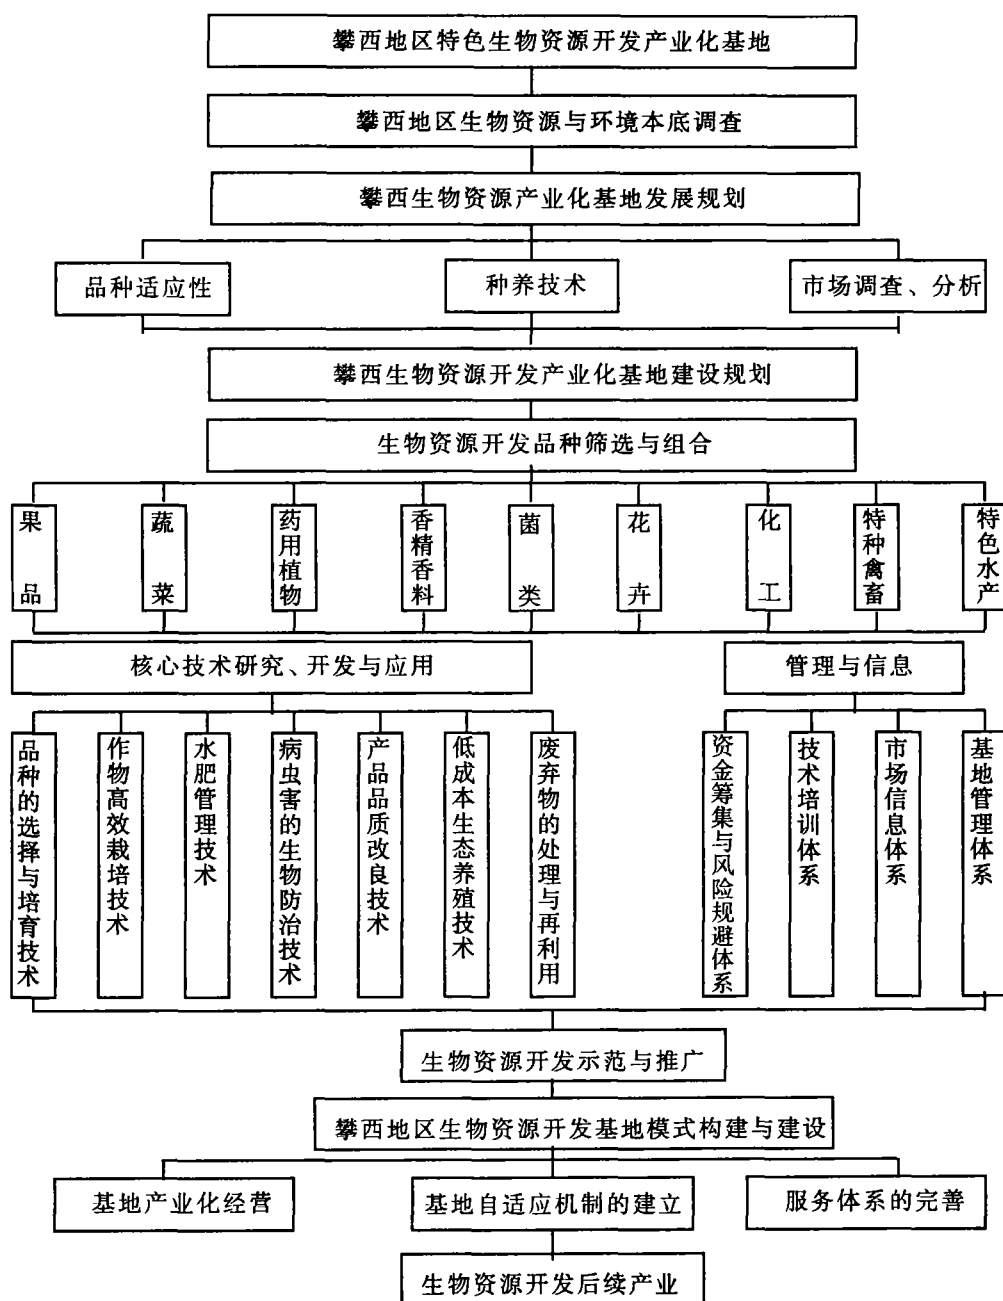 攀西地区特色生物资源开发产业化基地
攀西地区生物资源与环境本底调查
攀西生物资源产业化基地发展规划
品种适应性
种养技术
市场调查、分析
攀西生物资源开发产业化基地建设规划
生物资源开发品种筛选与组合
果品
蔬菜
药用植物
香精香料
菌类
花卉
化工
特种禽畜
特色水产
核心技术研究、开发与应用
管理与信息
品种的选择与培育技术
作物高效栽培技术
水肥管理技术
病虫害的生物防治技术
产品品质改良技术
低成本生态养殖技术
废弃物的处理与再利用
资金筹集与风险规避体系
技术培训体系
市场信息体系
基地管理体系
生物资源开发示范与推广
攀西地区生物资源开发基地模式构建与建设
基地产业化经营
基地自适应机制的建立
服务体系的完善
生物资源开发后续产业